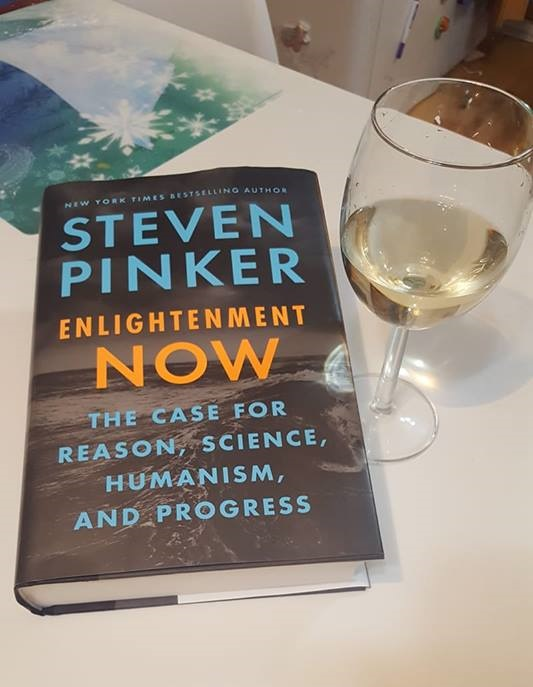 NEW YORK TIMES BESTSELLING AUTHOR
STEVEN
PINKER
ENLIGHTENMENT
NOW
THE CASE FOR
REASON, SCIENCE,
HUMANISM,
AND PROGRESS